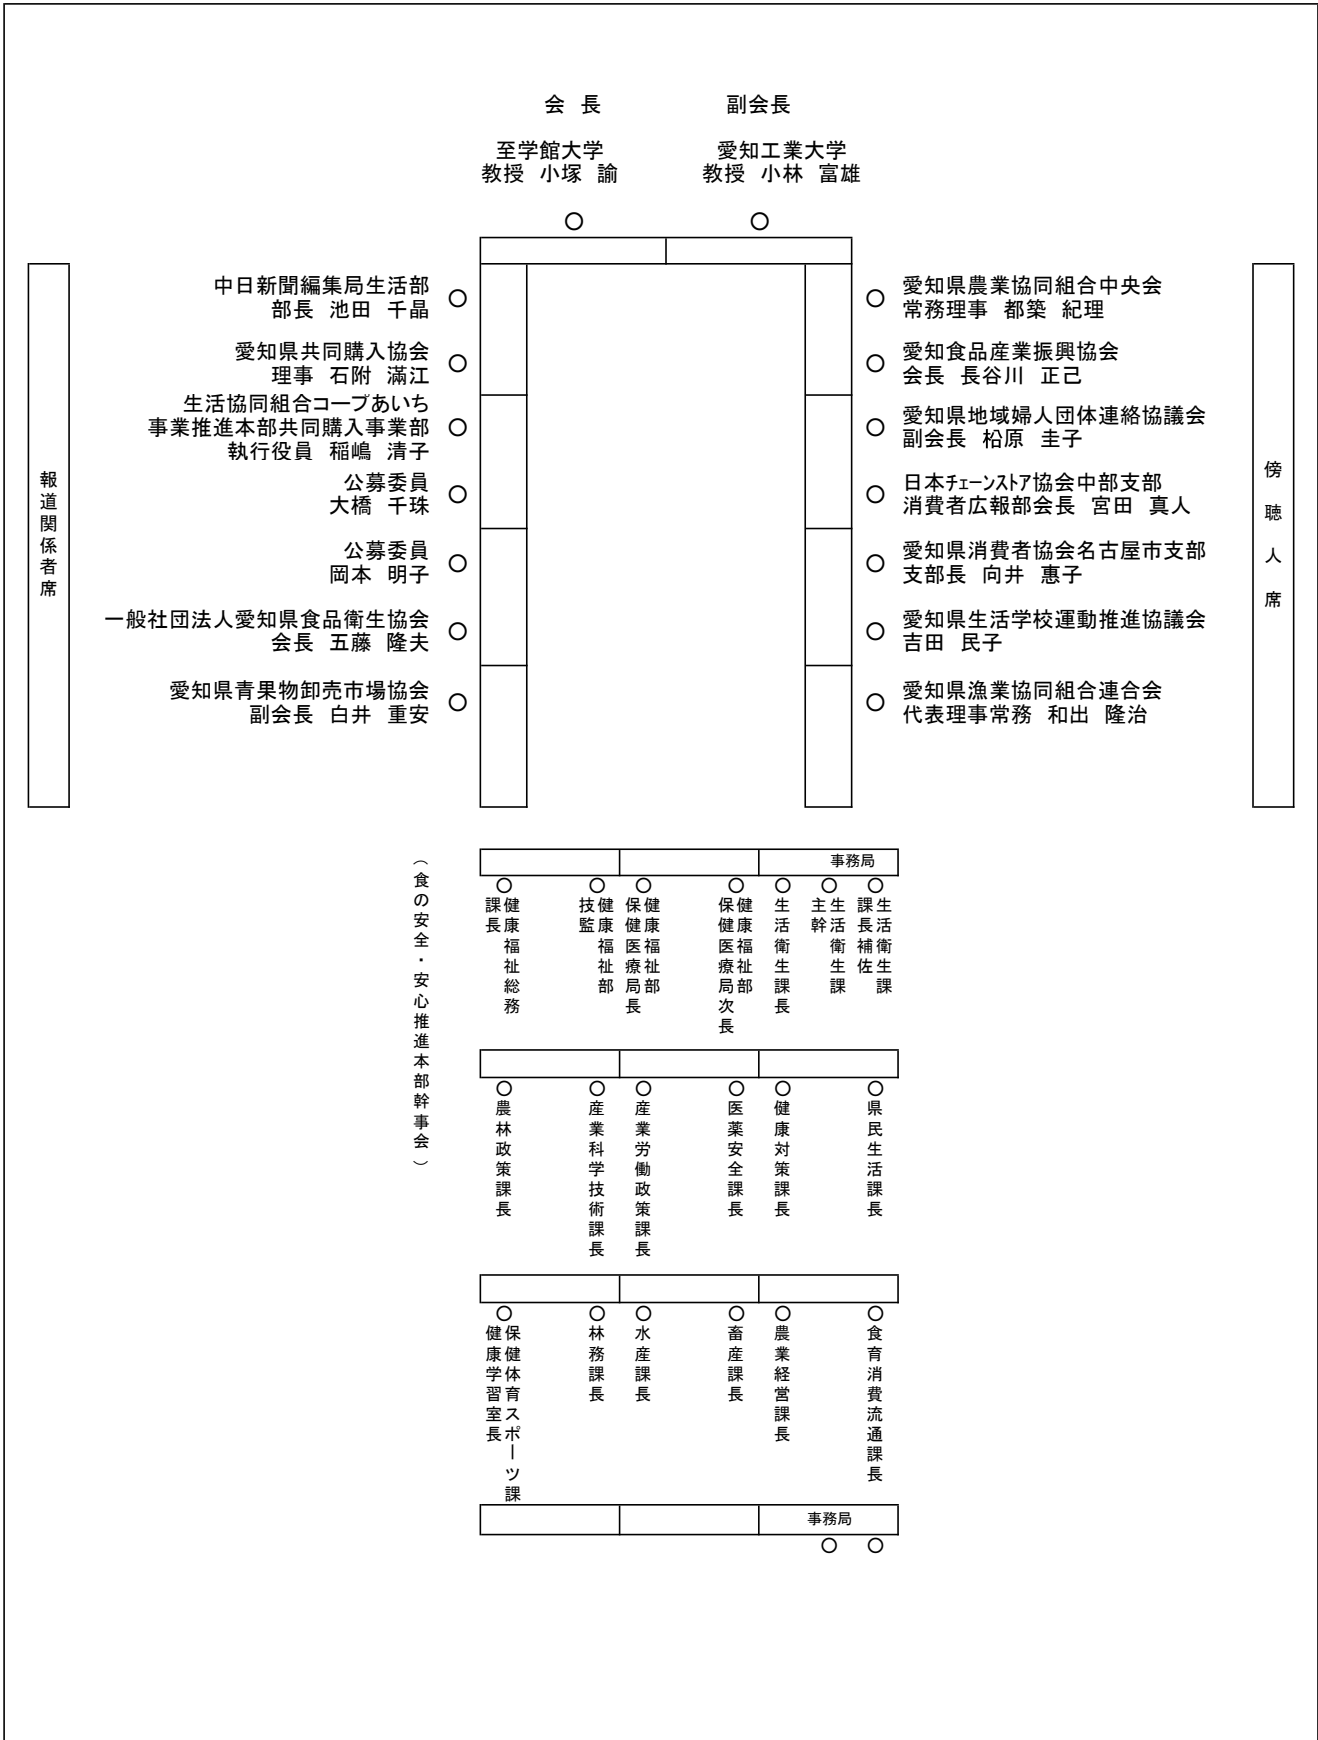 会 長
副会長
至学館大学
教授 小塚 諭
愛知工業大学
教授 小林 富雄
中日新聞編集局生活部
部長 池田 千晶
愛知県共同購入協会
理事 石附 滿江
生活協同組合コープあいち
事業推進本部共同購入事業部
執行役員 稲嶋 清子
公募委員
大橋 千珠
公募委員
岡本 明子
一般社団法人愛知県食品衛生協会
会長 五藤 隆夫
愛知県青果物卸売市場協会
副会長 白井 重安
愛知県農業協同組合中央会
常務理事 都築 紀理
愛知食品産業振興協会
会長 長谷川 正己
愛知県地域婦人団体連絡協議会
副会長 枩原 圭子
日本チェーンストア協会中部支部
消費者広報部会長 宮田 真人
愛知県消費者協会名古屋市支部
支部長 向井 惠子
愛知県生活学校運動推進協議会
吉田 民子
愛知県漁業協同組合連合会
代表理事常務 和出 隆治
報道関係者席
傍聴人席
（食の安全・安心推進本部幹事会）
事務局
健康福祉総務
課長
健康福祉部
技監
健康福祉部
保健医療局長
健康福祉部
保健医療局次長
生活衛生課長
生活衛生課
主幹
生活衛生課
課長補佐
農林政策課長
産業科学技術課長
産業労働政策課長
医薬安全課長
健康対策課長
県民生活課長
保健体育スポーツ課
健康学習室長
林務課長
水産課長
畜産課長
農業経営課長
食育消費流通課長
事務局